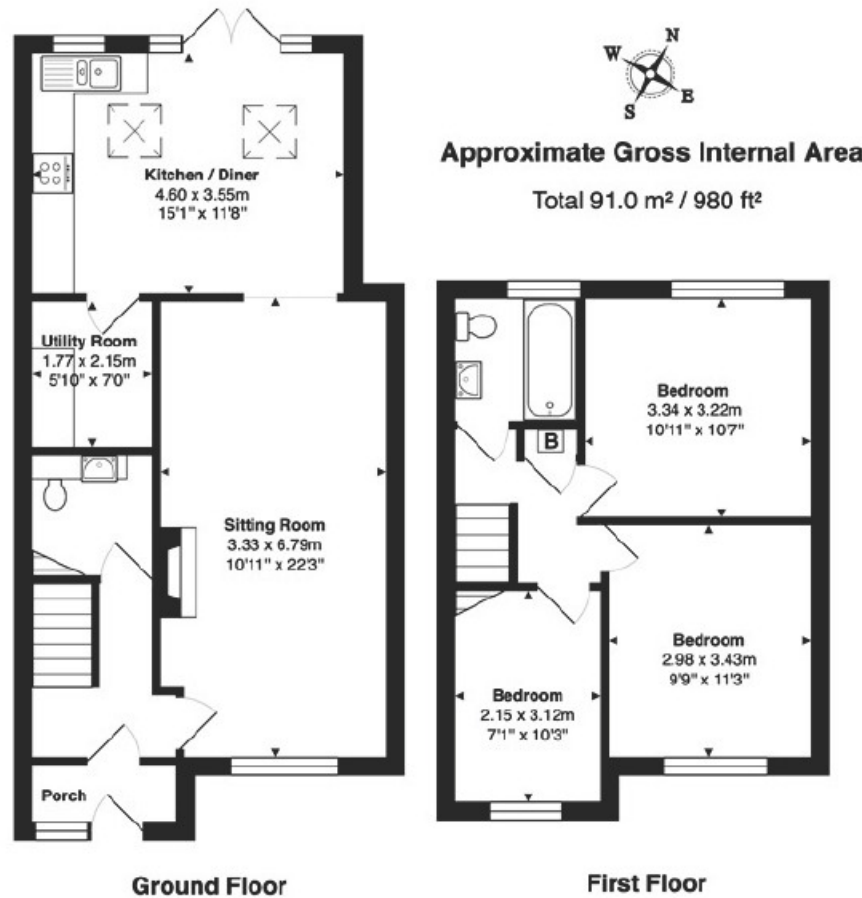 N
W
E
S
Approximate Gross Internal Area
Total 91.0 m² / 980 ft²
Kitchen / Diner
4.60 x 3.55m
15'1" x 11'8"
Utility Room
1.77 x 2.15m
5'10" x 7'0"
Sitting Room
3.33 x 6.79m
10'11" x 22'3"
Porch
Ground Floor
B
Bedroom
3.34 x 3.22m
10'11" x 10'7"
Bedroom
2.98 x 3.43m
9'9" x 11'3"
Bedroom
2.15 x 3.12m
7'1" x 10'3"
First Floor